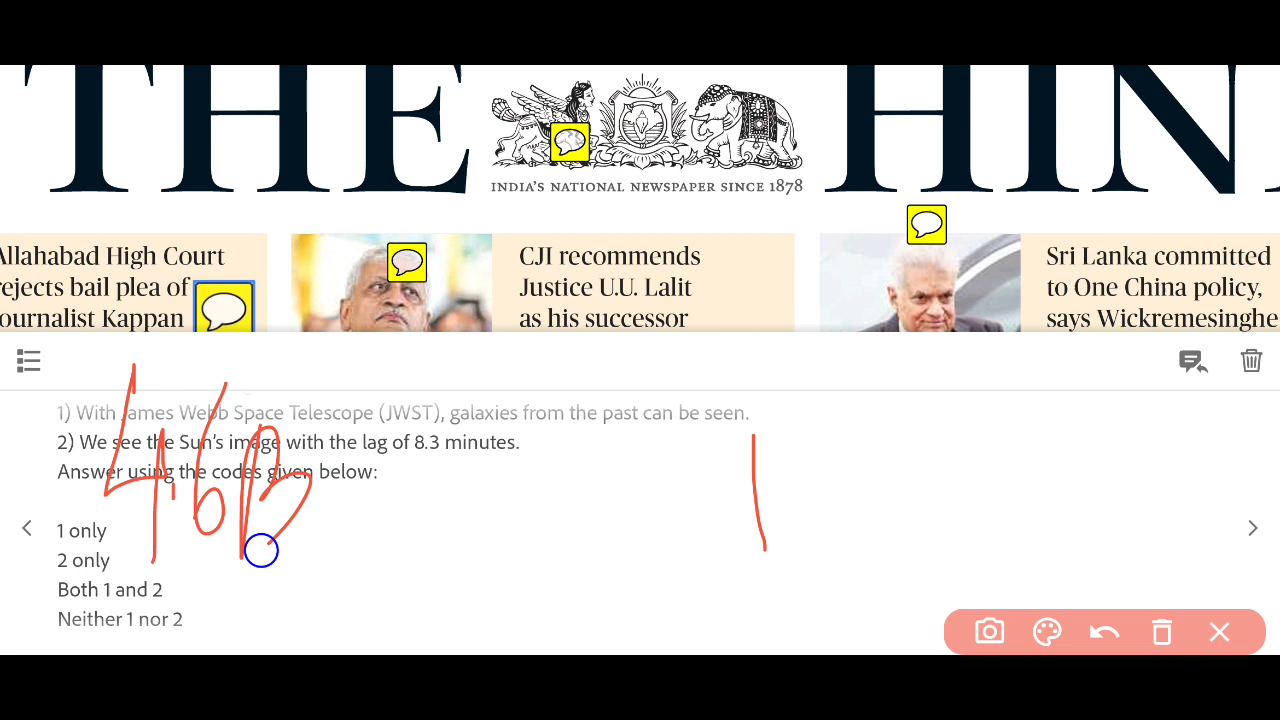 THE HIN
INDIA'S NATIONAL NEWSPAPER SINCE 1878
Allahabad High Court
ejects bail plea of
ournalist Kappan
CJI recommends
Justice U.U. Lalit
as his successor
Sri Lanka committed
to One China policy,
says Wickremesinghe
1) With James Webb Space Telescope (JWST), galaxies from the past can be seen.
2) We see the Sun's image with the lag of 8.3 minutes.
Answer using the codes given below:
4.6B
1 only
2 only
Both 1 and 2
Neither 1 nor 2